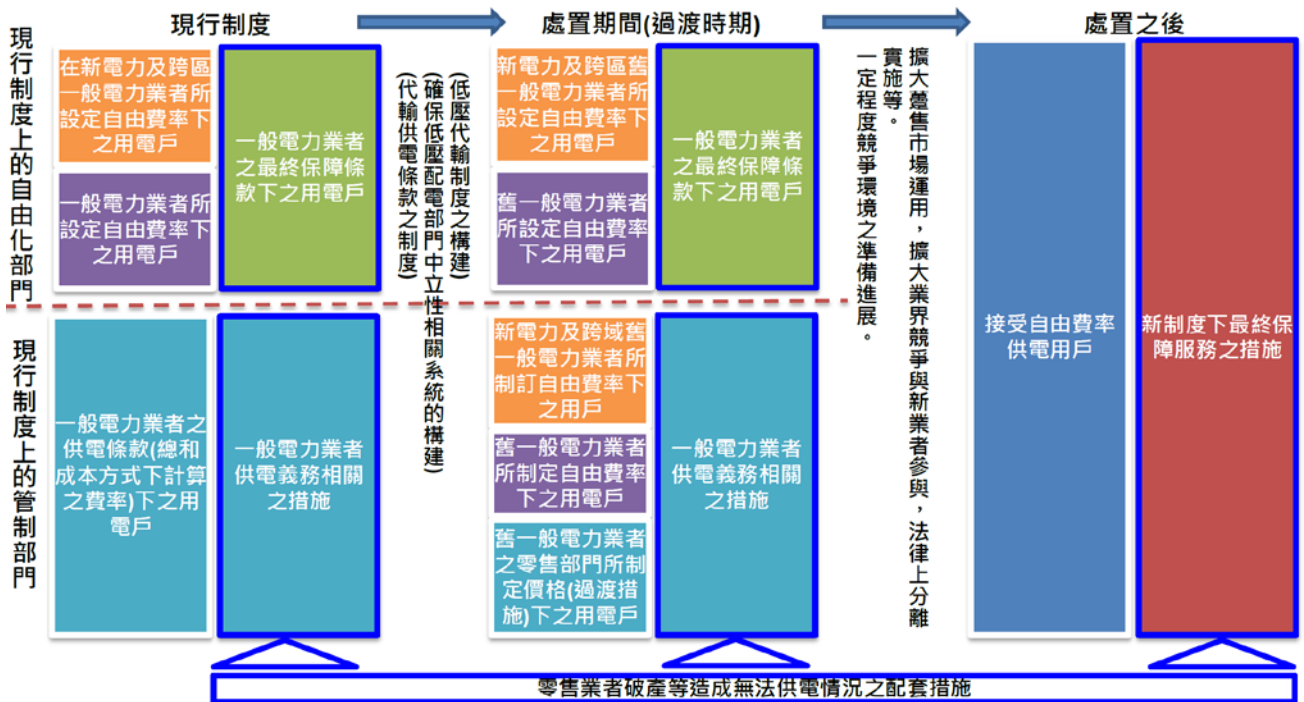 現行制度
處置期間(過渡時期)
處置之後
現行制度上的自由化部門
在新電力及跨區
一般電力業者所
設定自由費率下
之用電戶
一般電力業者所
設定自由費率下
之用電戶
一般電力業者
之最終保障條
款下之用電戶
(低壓代輸制度之構建)
(確保低壓配電部門中立性相關系統的構建)
(代輸供電條款之制度)
新電力及跨區舊
一般電力業者所
設定自由費率下
之用電戶
舊一般電力業者
所設定自由費率
下之用電戶
一般電力業者
之最終保障條
款下之用電戶
擴大躉售市場運用,擴大業界競爭與新業者參與,法律上分離
實施等。
一定程度競爭環境之準備進展。
接受自由費率
供電用戶
新制度下最終保
障服務之措施
現行制度上的管制部門
一般電力業者之
供電條款(總和
成本方式下計算
之費率)下之用
電戶
一般電力業者
供電義務相關
之措施
新電力及跨域舊
一般電力業者所
制訂自由費率下
之用戶
舊一般電力業者
所制定自由費率
下之用電戶
舊一般電力業者
之零售部門所制
定價格(過渡措
施)下之用電戶
一般電力業者
供電義務相關
之措施
零售業者破產等造成無法供電情況之配套措施